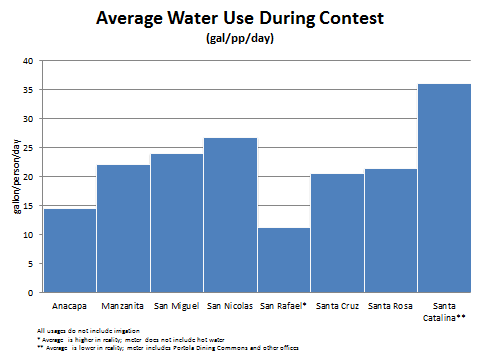 Average Water Use During Contest
(gal/pp/day)
gallon/person/day
40
35
30
25
20
15
10
5
0
Anacapa Manzanita San Miguel San Nicolas San Rafael* Santa Cruz Santa Rosa Santa Catalina**
All usages do not include irrigation
* Average is higher in reality; meter does not include hot water
** Average is lower in reality; meter includes Portola Dining Commons and other offices